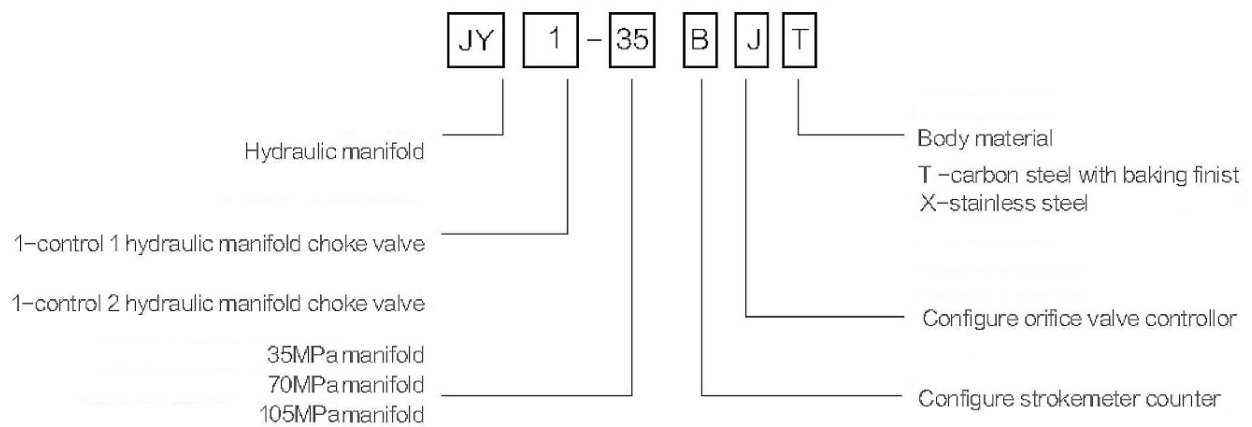 JY 1 - 35 B J T
Hydraulic manifold
1-control 1 hydraulic manifold choke valve
1-control 2 hydraulic manifold choke valve
35MPa manifold
70MPa manifold
105MPa manifold
Body material
T-carbon steel with baking finist
X-stainless steel
Configure orifice valve controllor
Configure strokemeter counter